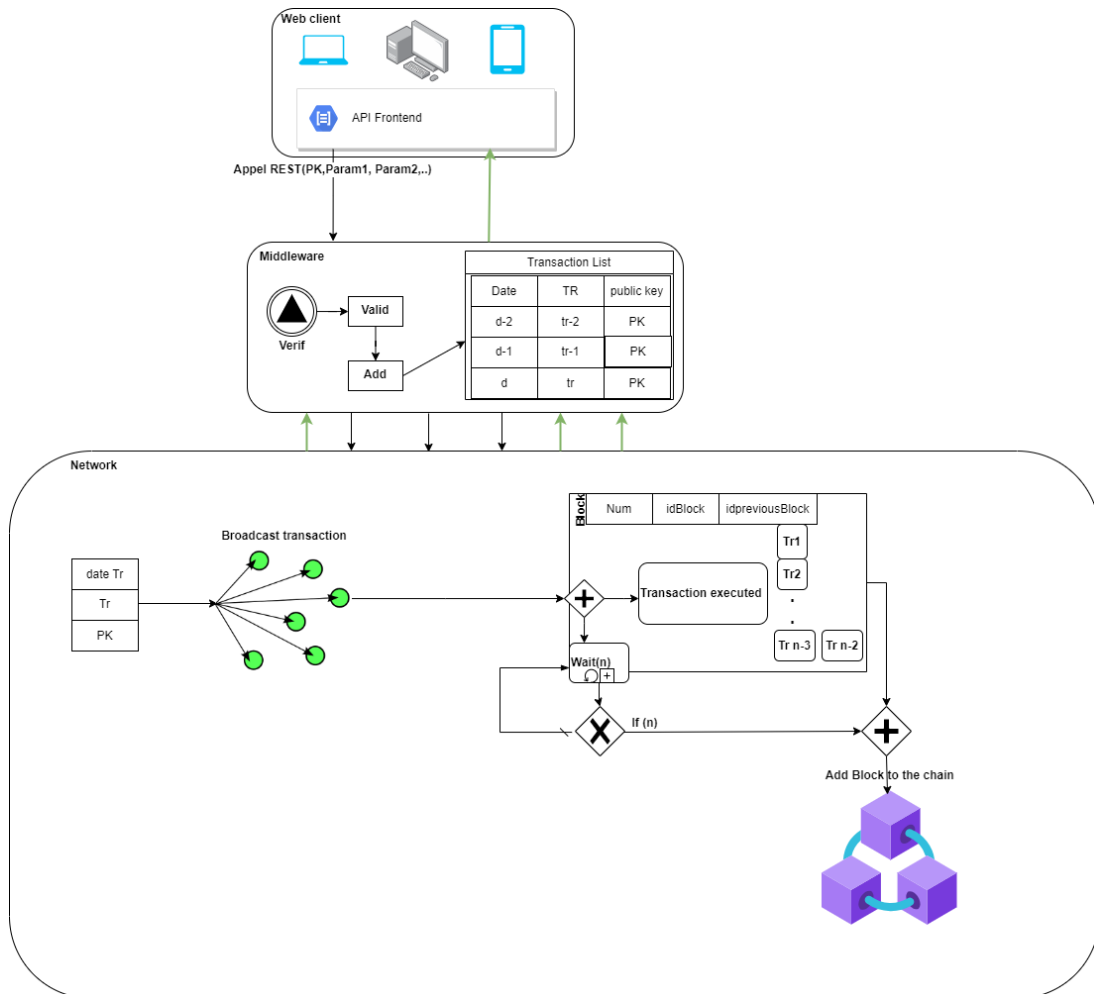 Web client
API Frontend
Appel REST(PK,Param1, Param2,..)
Middleware
Verif
Valid
Add
Transaction List
Date TR public key
d-2 tr-2 PK
d-1 tr-1 PK
d tr PK
Network
Broadcast transaction
date Tr
Tr
PK
Block
Num idBlock idpreviousBlock
Tr1
Tr2
.
.
Tr n-3 Tr n-2
Transaction executed
Wait(n)
If (n)
Add Block to the chain